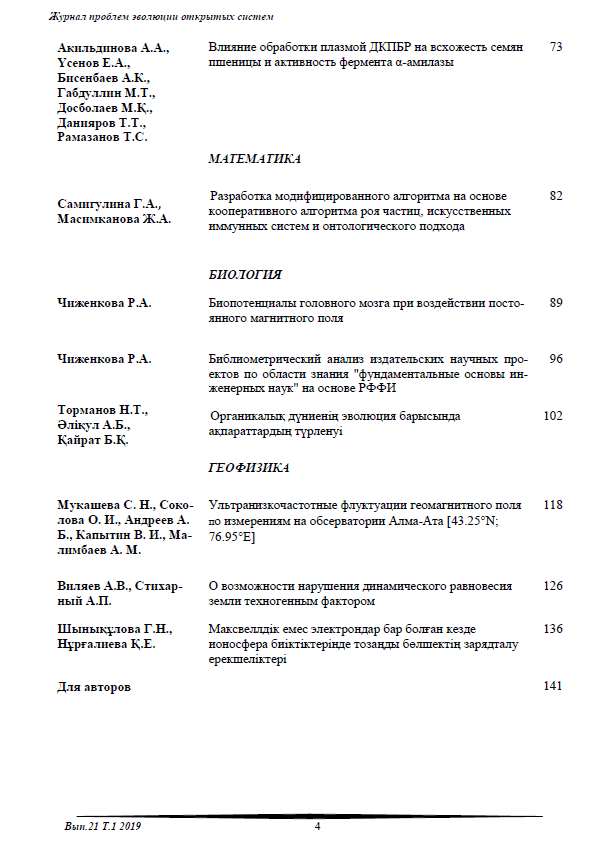 Журнал проблем эволюции открытых систем
Акильдинова А.А., Влияние обработки плазмой ДКПБР на всхожесть семян 73
Үсенов Е.А., пшеницы и активность фермента α-амилазы
Бисенбаев А.К.,
Габдуллин М.Т.,
Досболаев М.Қ.,
Данияров Т.Т.,
Рамазанов Т.С.
МАТЕМАТИКА
Самигулина Г.А., Разработка модифицированного алгоритма на основе 82
Масимканова Ж.А. кооперативного алгоритма роя частиц, искусственных
иммунных систем и онтологического подхода
БИОЛОГИЯ
Чиженкова Р.А. Биопотенциалы головного мозга при воздействии посто- 89
янного магнитного поля
Чиженкова Р.А. Библиометрический анализ издательских научных про- 96
ектов по области знания "фундаментальные основы ин-
женерных наук" на основе РФФИ
Торманов Н.Т., Органикалық дүниенің эволюция барысында 102
Әліқул А.Б., ақпараттардың түрленуі
Қайрат Б.Қ.
ГЕОФИЗИКА
Мукашева С. Н., Соко- Ультранизкочастотные флуктуации геомагнитного поля 118
лова О. И., Андреев А. по измерениям на обсерватории Алма-Ата [43.25°N;
Б., Капытин В. И., Ма- 76.95°E]
лимбаев А. М.
Виляев А.В., Стихар- О возможности нарушения динамического равновесия 126
ный А.П. земли техногенным фактором
Шыныкұлова Г.Н., Максвеллдік емес электрондар бар болған кезде 136
Нұрғалиева Қ.Е. ионосфера биіктіктерінде тозаңды бөлшектің зарядталу
ерекшеліктері
Для авторов 141
Вып.21 Т.1 2019 4